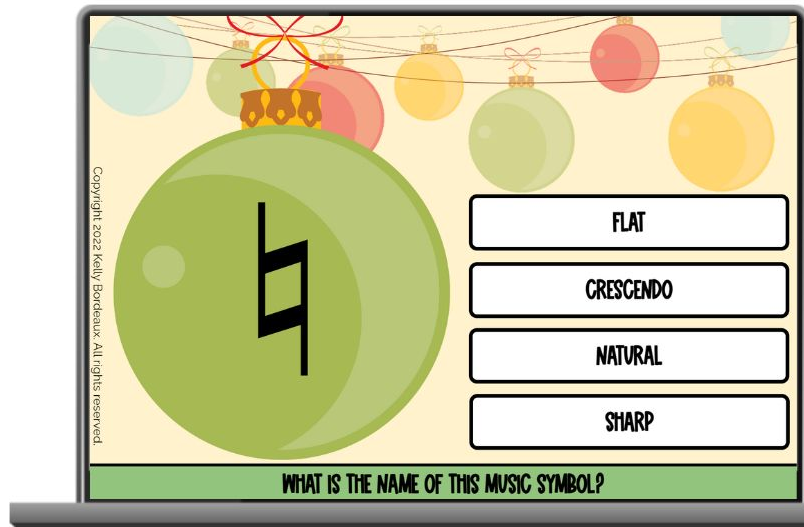 Copyright 2022 Kelly Bordeaux. All rights reserved.
FLAT
CRESCENDO
NATURAL
SHARP
WHAT IS THE NAME OF THIS MUSIC SYMBOL?